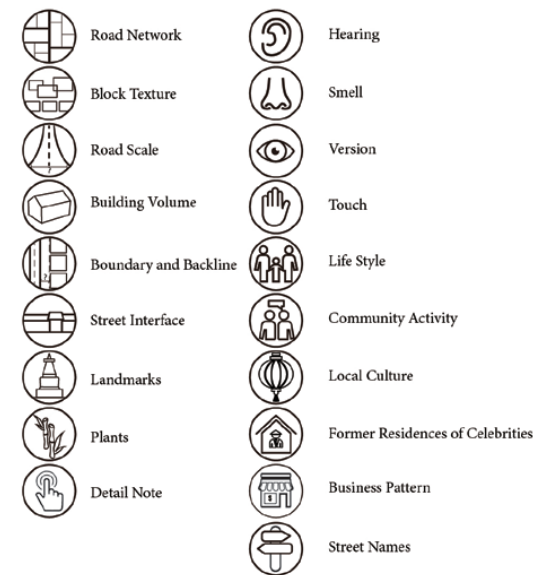 Road Network
Block Texture
Road Scale
Building Volume
Boundary and Backline
Street Interface
Landmarks
Plants
Detail Note
Hearing
Smell
Version
Touch
Life Style
Community Activity
Local Culture
Former Residences of Celebrities
Business Pattern
Street Names